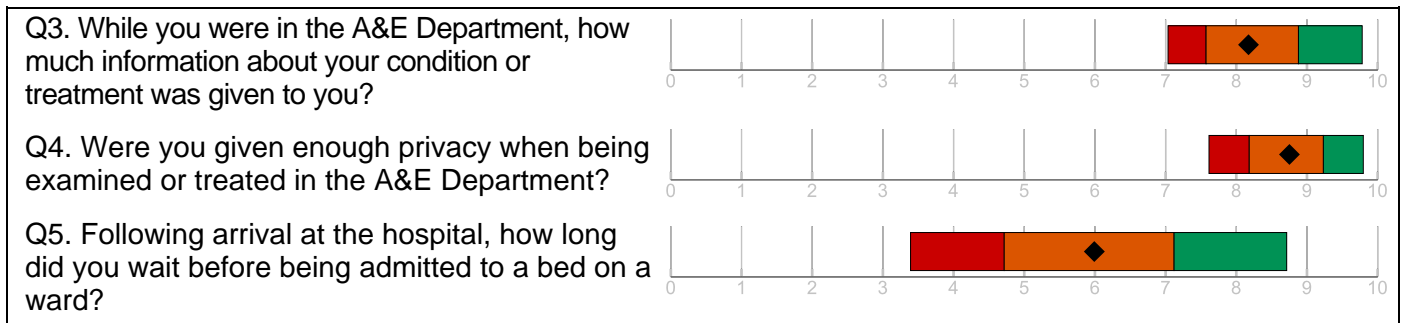 Q3. While you were in the A&E Department, how
much information about your condition or
treatment was given to you?
0 1 2 3 4 5 6 7 8 9 10
Q4. Were you given enough privacy when being
examined or treated in the A&E Department?
0 1 2 3 4 5 6 7 8 9 10
Q5. Following arrival at the hospital, how long
did you wait before being admitted to a bed on a
ward?
0 1 2 3 4 5 6 7 8 9 10